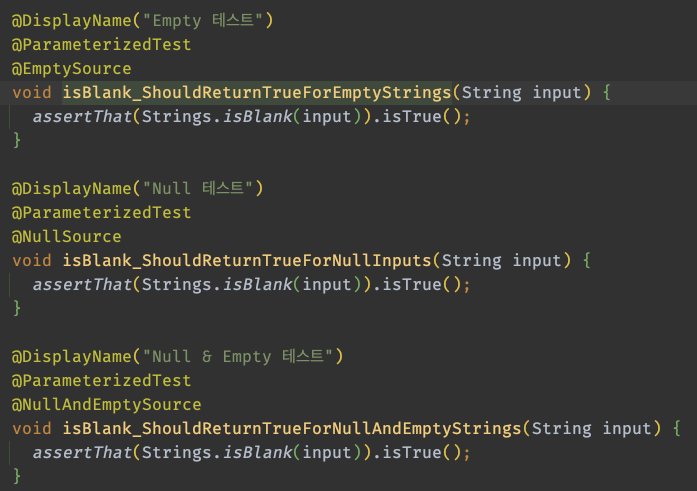 @DisplayName("Empty 테스트")
@ParameterizedTest
@EmptySource
void isBlank_ShouldReturnTrueForEmptyStrings(String input) {
  assertThat(Strings.isBlank(input)).isTrue();
}

@DisplayName("Null 테스트")
@ParameterizedTest
@NullSource
void isBlank_ShouldReturnTrueForNullInputs(String input) {
  assertThat(Strings.isBlank(input)).isTrue();
}

@DisplayName("Null & Empty 테스트")
@ParameterizedTest
@NullAndEmptySource
void isBlank_ShouldReturnTrueForNullAndEmptyStrings(String input) {
  assertThat(Strings.isBlank(input)).isTrue();
}